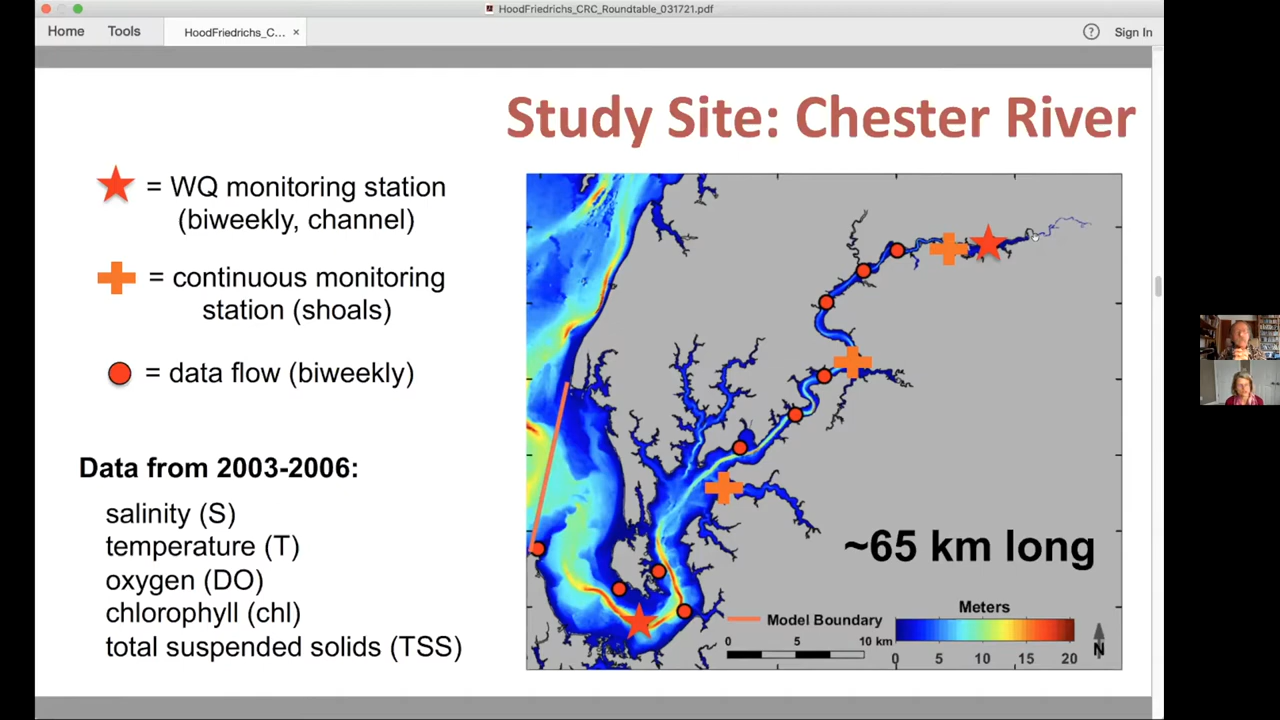 HoodFriedrichs_CRC_Roundtable_031721.pdf
Home Tools HoodFriedrichs_C... × ? Sign In
Study Site: Chester River
= WQ monitoring station
(biweekly, channel)
= continuous monitoring
station (shoals)
= data flow (biweekly)
Data from 2003-2006:
salinity (S)
temperature (T)
oxygen (DO)
chlorophyll (chl)
total suspended solids (TSS)
~65 km long
Model Boundary
0 5 10 km
Meters
0 5 10 15 20
N